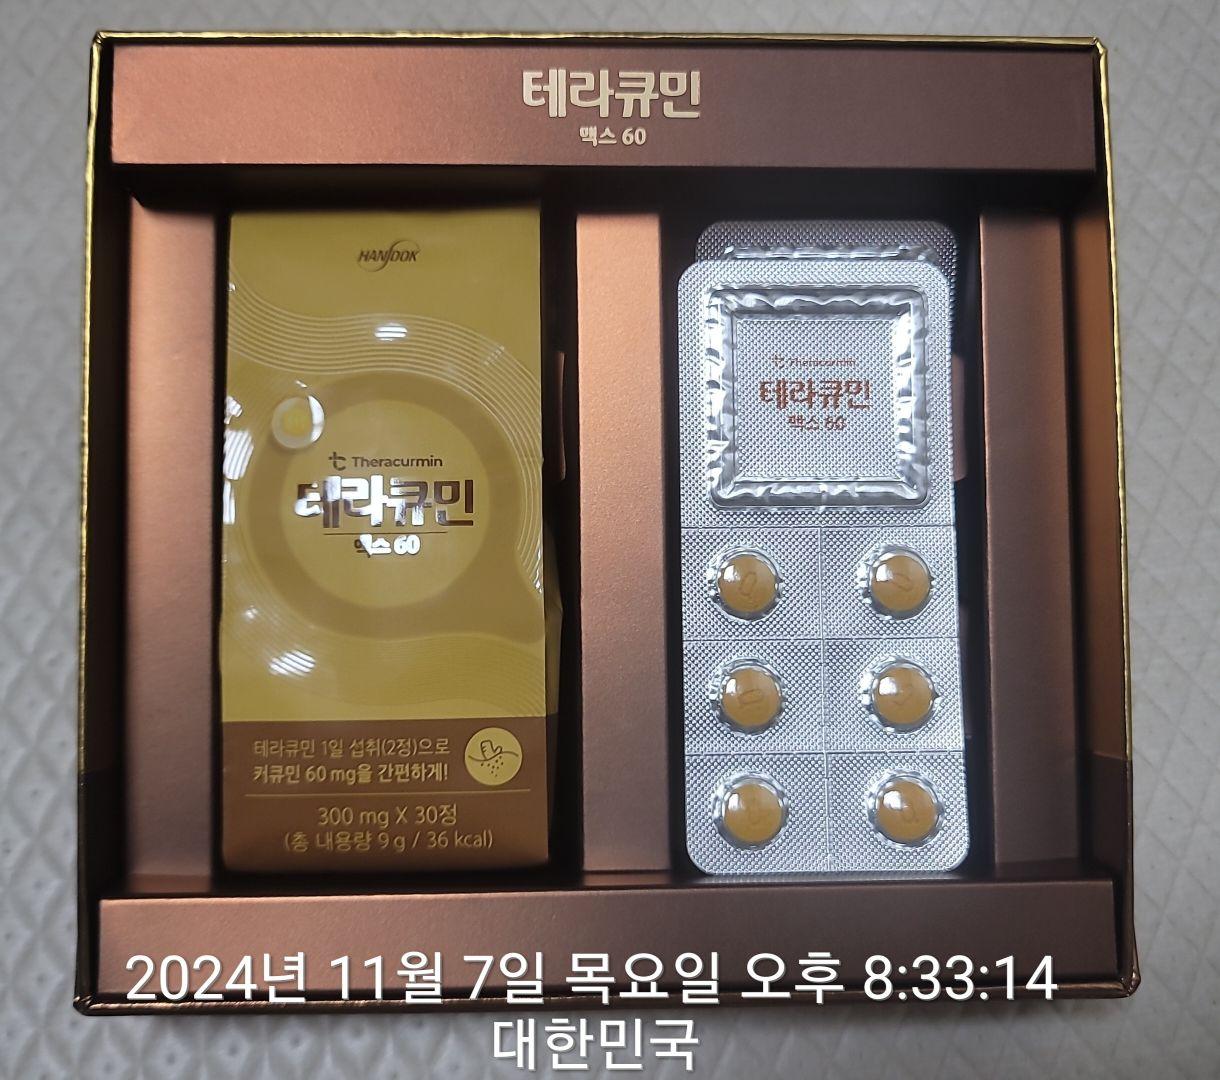 테라큐민
맥스 60
HANDOK
Theracurmin
테라큐민
맥스 60
테라큐민 1일 섭취(2정)으로
커큐민 60 mg을 간편하게!
300 mg X 30정
(총 내용량 9 g / 36 kcal)
Theracurmin
테라큐민
맥스 60
2024년 11월 7일 목요일 오후 8:33:14
대한민국